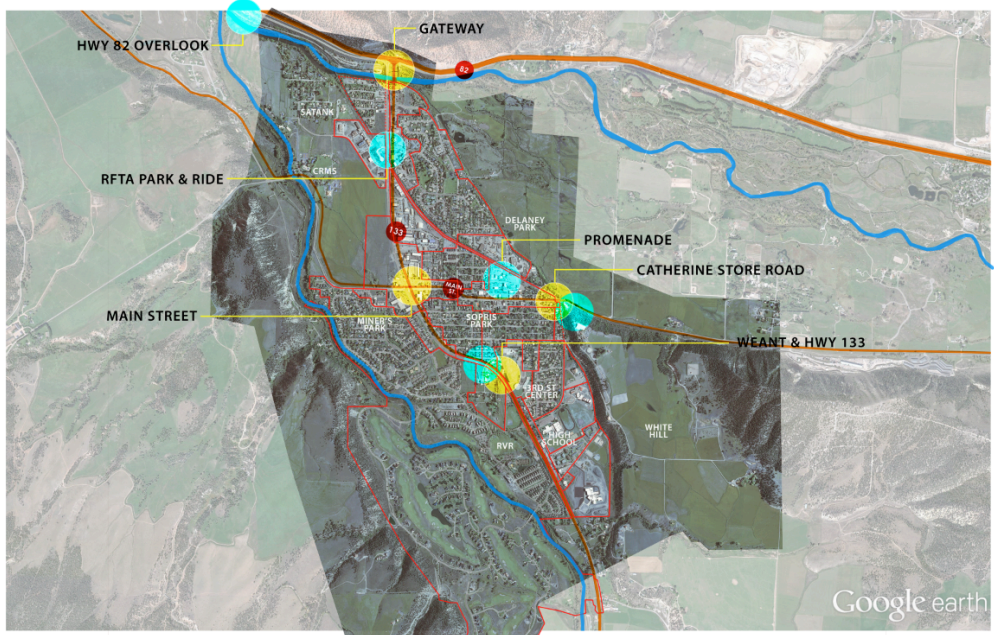 GATEWAY
HWY 82 OVERLOOK
82
SATANK
CRMS
RFTA PARK & RIDE
DELANEY
PARK
133
PROMENADE
CATHERINE STORE ROAD
MAIN
ST.
MAIN STREET
MINER'S
PARK
SOPRIS
PARK
WEANT & HWY 133
3RD ST
CENTER
WHITE
HILL
HIGH
SCHOOL
RVR
Google earth